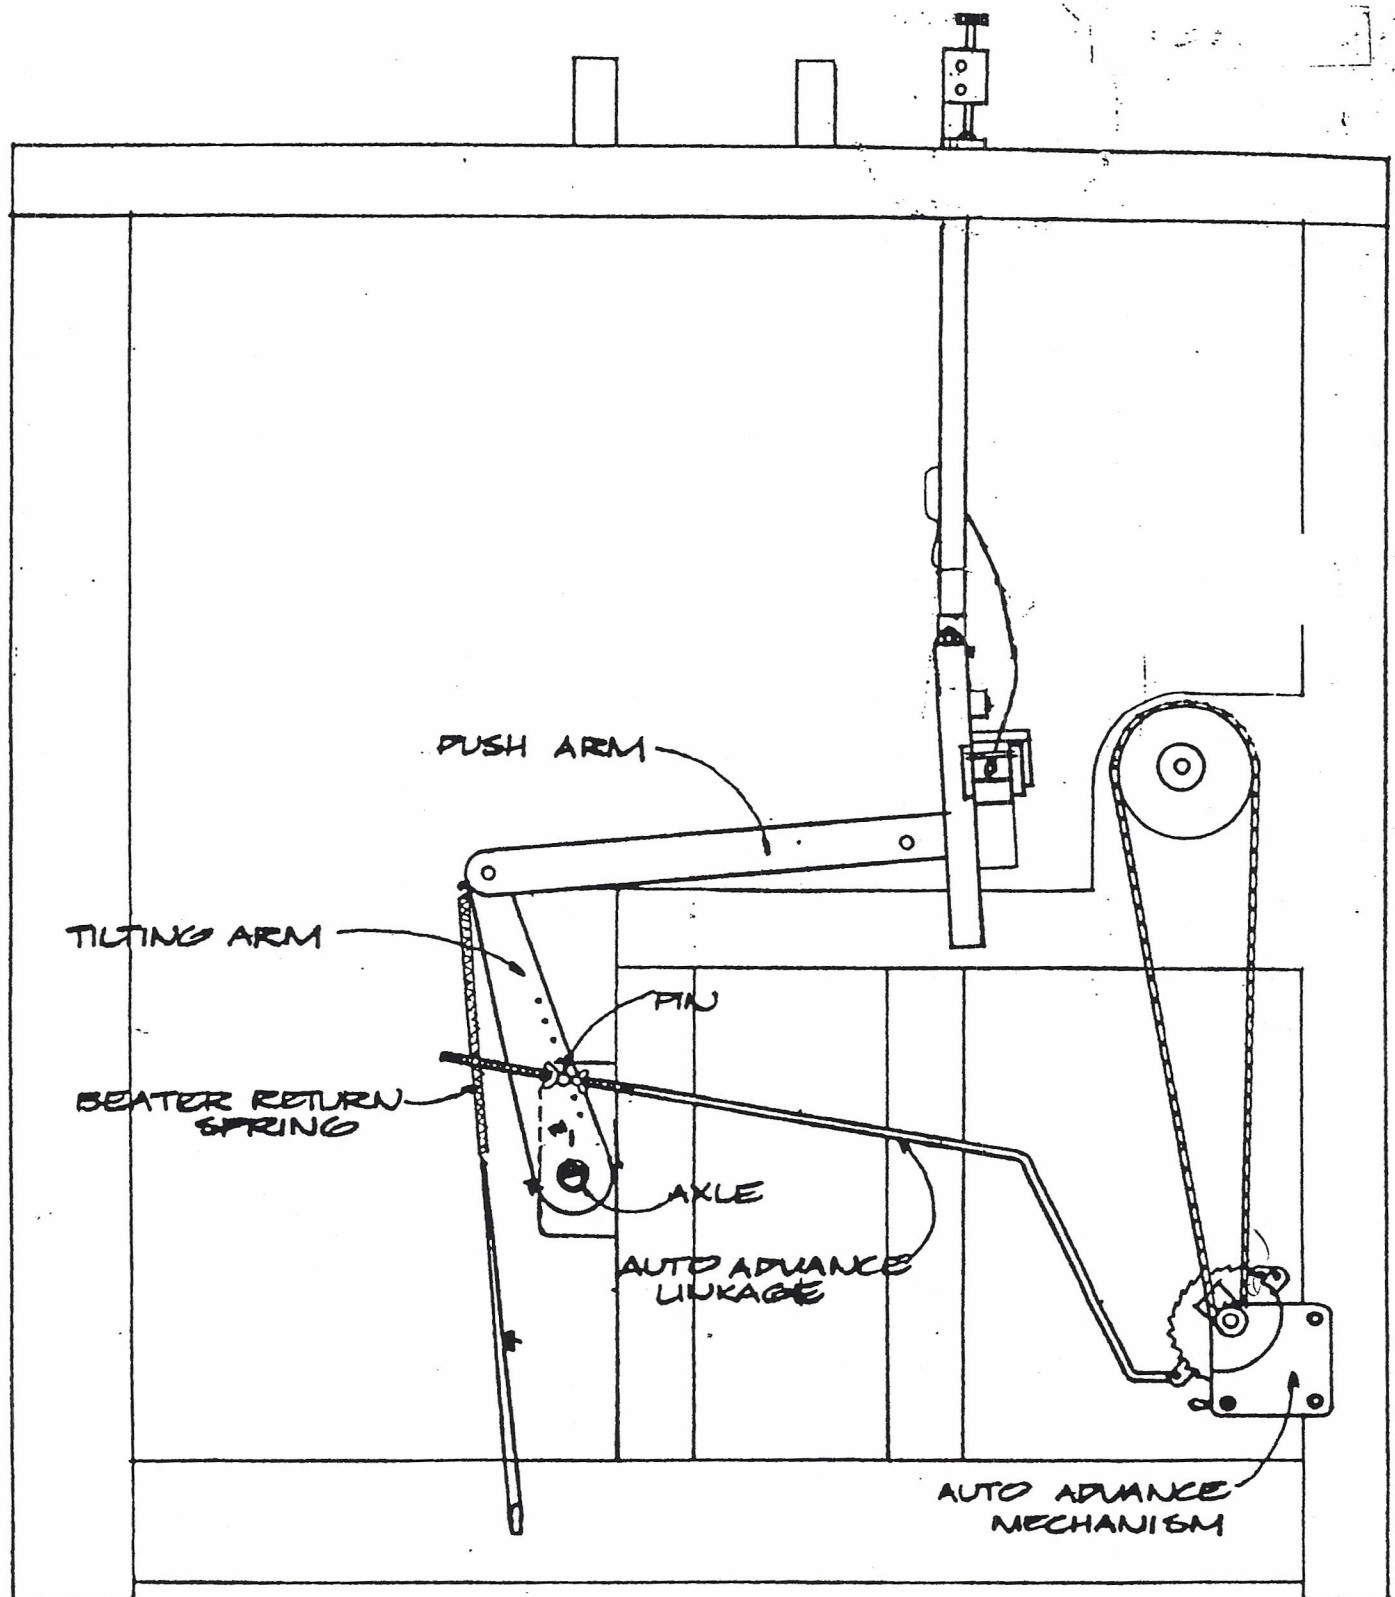 PUSH ARM
TILTING ARM
PIN
BEATER RETURN
SPRING
AXLE
AUTO ADVANCE
LINKAGE
AUTO ADVANCE
MECHANISM